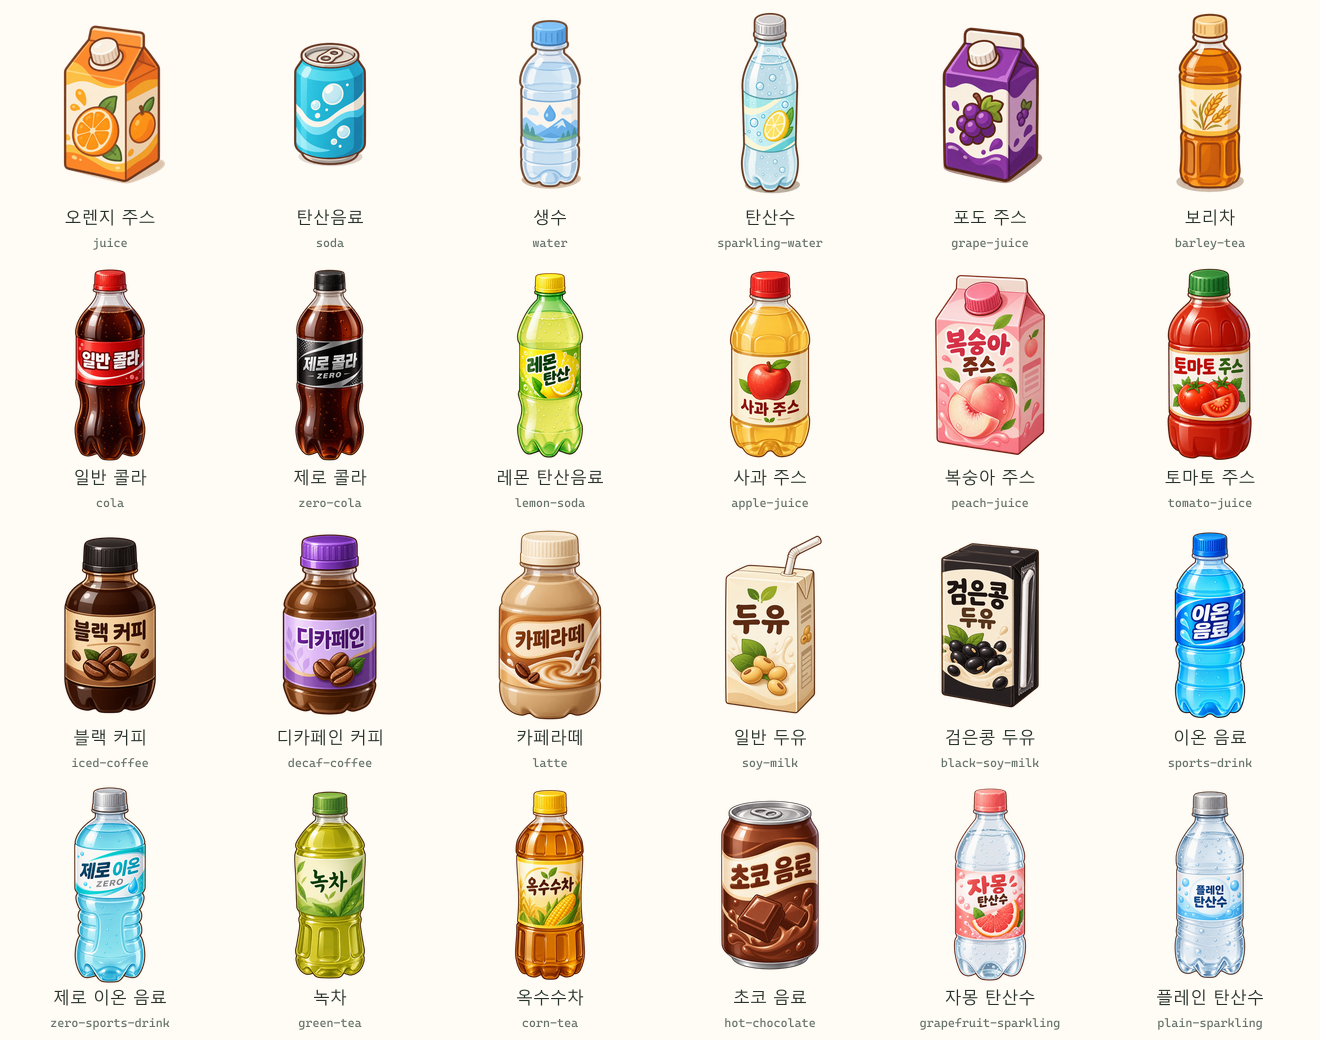 오렌지 주스
juice
탄산음료
soda
생수
water
탄산수
sparkling-water
포도 주스
grape-juice
보리차
barley-tea
일반 콜라
일반 콜라
cola
제로 콜라
ZERO
제로 콜라
zero-cola
레몬
탄산
레몬 탄산음료
lemon-soda
사과 주스
사과 주스
apple-juice
복숭아
주스
복숭아 주스
peach-juice
토마토 주스
토마토 주스
tomato-juice
블랙 커피
블랙 커피
iced-coffee
디카페인
디카페인 커피
decaf-coffee
카페라떼
카페라떼
latte
두유
일반 두유
soy-milk
검은콩
두유
검은콩 두유
black-soy-milk
이온
음료
이온 음료
sports-drink
제로 이온
ZERO
제로 이온 음료
zero-sports-drink
녹차
녹차
green-tea
옥수수차
옥수수차
corn-tea
초코 음료
초코 음료
hot-chocolate
자몽
탄산수
자몽 탄산수
grapefruit-sparkling
플레인
탄산수
플레인 탄산수
plain-sparkling